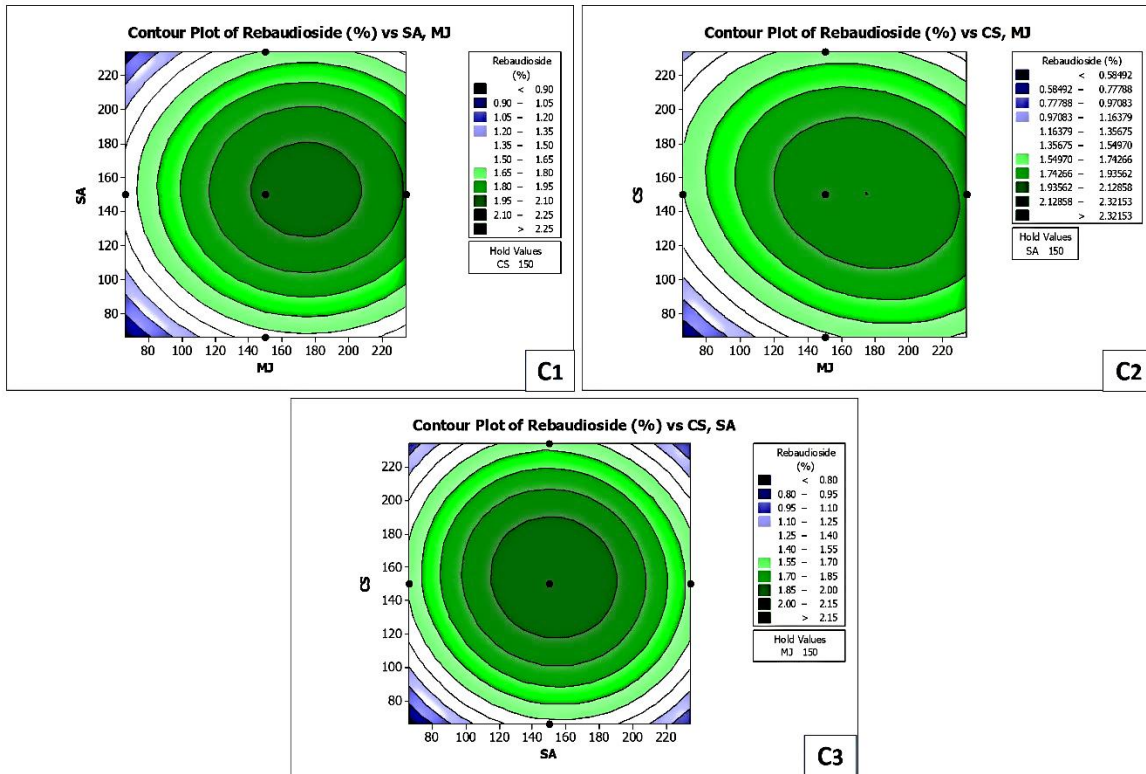 Contour Plot of Rebaudioside (%) vs SA, MJ
Rebaudioside
(%)
< 0.90
0.90 – 1.05
1.05 – 1.20
1.20 – 1.35
1.35 – 1.50
1.50 – 1.65
1.65 – 1.80
1.80 – 1.95
1.95 – 2.10
2.10 – 2.25
> 2.25
Hold Values
CS 150
SA
220
200
180
160
140
120
100
80
80 100 120 140 160 180 200 220
MJ
C1
Contour Plot of Rebaudioside (%) vs CS, MJ
Rebaudioside (%)
< 0.58492
0.58492 – 0.77788
0.77788 – 0.97083
0.97083 – 1.16379
1.16379 – 1.35675
1.35675 – 1.54970
1.54970 – 1.74266
1.74266 – 1.93562
1.93562 – 2.12858
2.12858 – 2.32153
> 2.32153
Hold Values
SA 150
CS
220
200
180
160
140
120
100
80
80 100 120 140 160 180 200 220
MJ
C2
Contour Plot of Rebaudioside (%) vs CS, SA
Rebaudioside
(%)
< 0.80
0.80 – 0.95
0.95 – 1.10
1.10 – 1.25
1.25 – 1.40
1.40 – 1.55
1.55 – 1.70
1.70 – 1.85
1.85 – 2.00
2.00 – 2.15
> 2.15
Hold Values
MJ 150
CS
220
200
180
160
140
120
100
80
80 100 120 140 160 180 200 220
SA
C3